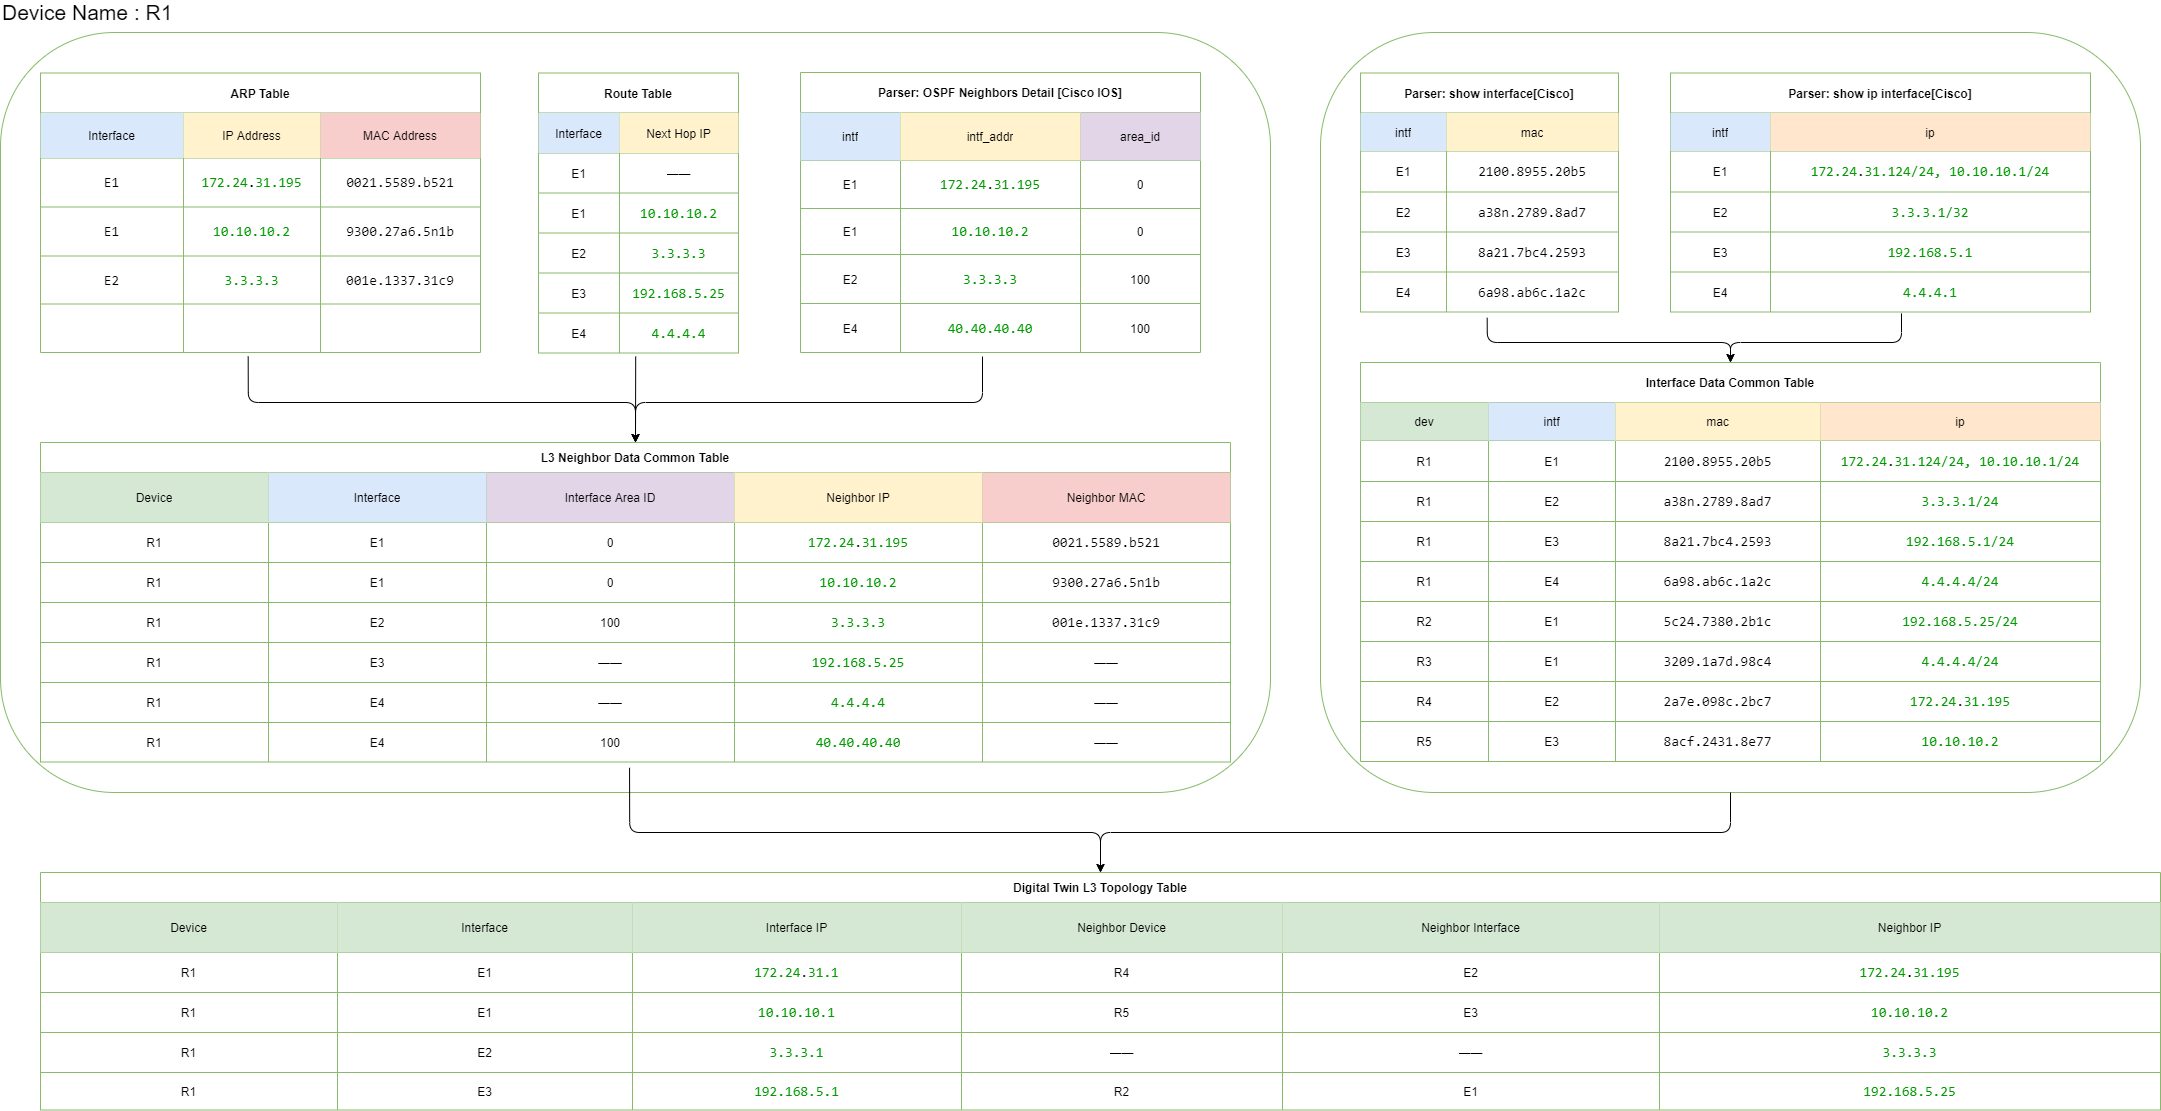 Device Name : R1
ARP Table
Interface IP Address MAC Address
E1 172.24.31.195 0021.5589.b521
E1 10.10.10.2 9300.27a6.5n1b
E2 3.3.3.3 001e.1337.31c9
Route Table
Interface Next Hop IP
E1 ——
E1 10.10.10.2
E2 3.3.3.3
E3 192.168.5.25
E4 4.4.4.4
Parser: OSPF Neighbors Detail [Cisco IOS]
intf intf_addr area_id
E1 172.24.31.195 0
E1 10.10.10.2 0
E2 3.3.3.3 100
E4 40.40.40.40 100
Parser: show interface[Cisco]
intf mac
E1 2100.8955.20b5
E2 a38n.2789.8ad7
E3 8a21.7bc4.2593
E4 6a98.ab6c.1a2c
Parser: show ip interface[Cisco]
intf ip
E1 172.24.31.124/24, 10.10.10.1/24
E2 3.3.3.1/32
E3 192.168.5.1
E4 4.4.4.1
L3 Neighbor Data Common Table
Device Interface Interface Area ID Neighbor IP Neighbor MAC
R1 E1 0 172.24.31.195 0021.5589.b521
R1 E1 0 10.10.10.2 9300.27a6.5n1b
R1 E2 100 3.3.3.3 001e.1337.31c9
R1 E3 —— 192.168.5.25 ——
R1 E4 —— 4.4.4.4 ——
R1 E4 100 40.40.40.40 ——
Interface Data Common Table
dev intf mac ip
R1 E1 2100.8955.20b5 172.24.31.124/24, 10.10.10.1/24
R1 E2 a38n.2789.8ad7 3.3.3.1/24
R1 E3 8a21.7bc4.2593 192.168.5.1/24
R1 E4 6a98.ab6c.1a2c 4.4.4.4/24
R2 E1 5c24.7380.2b1c 192.168.5.25/24
R3 E1 3209.1a7d.98c4 4.4.4.4/24
R4 E2 2a7e.098c.2bc7 172.24.31.195
R5 E3 8acf.2431.8e77 10.10.10.2
Digital Twin L3 Topology Table
Device Interface Interface IP Neighbor Device Neighbor Interface Neighbor IP
R1 E1 172.24.31.1 R4 E2 172.24.31.195
R1 E1 10.10.10.1 R5 E3 10.10.10.2
R1 E2 3.3.3.1 —— —— 3.3.3.3
R1 E3 192.168.5.1 R2 E1 192.168.5.25